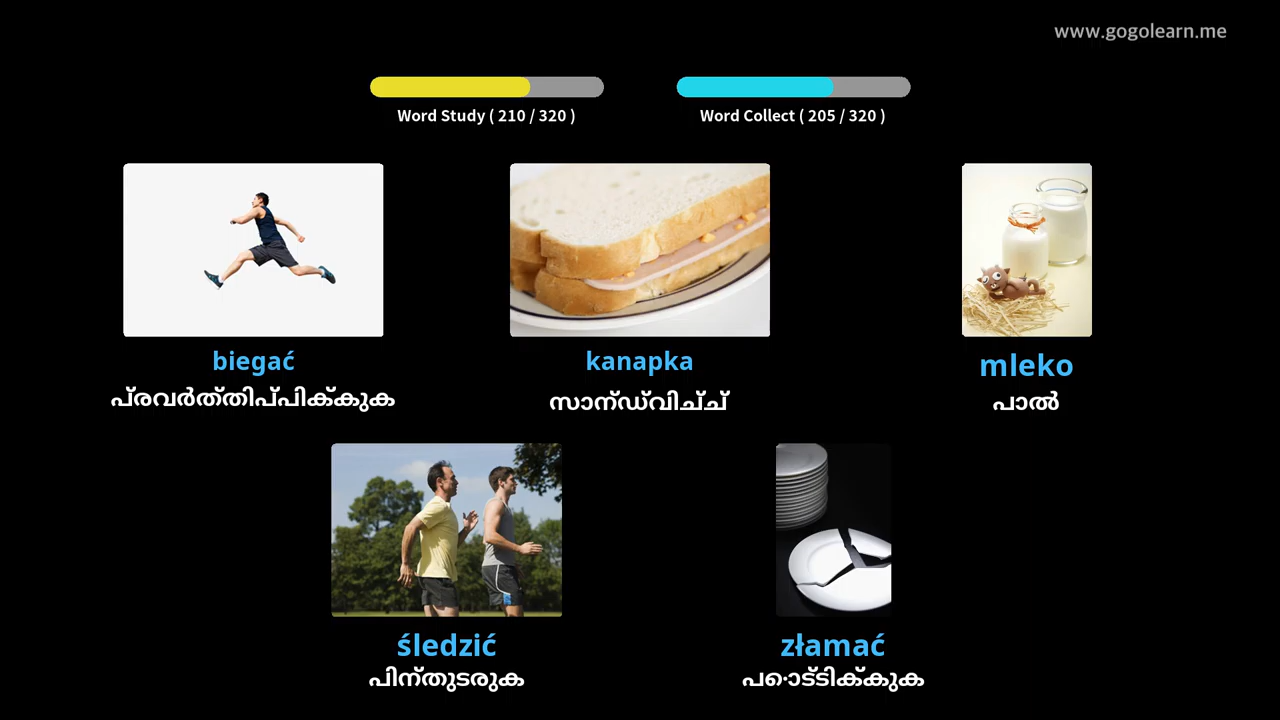 www.gogolearn.me
Word Study ( 210 / 320 )
Word Collect ( 205 / 320 )
biegać
പ്രവർത്തിപ്പിക്കുക
kanapka
സാന്ഡ്വിച്ച്
mleko
പാൽ
śledzić
പിന്തുടരുക
złamać
പൊട്ടിക്കുക